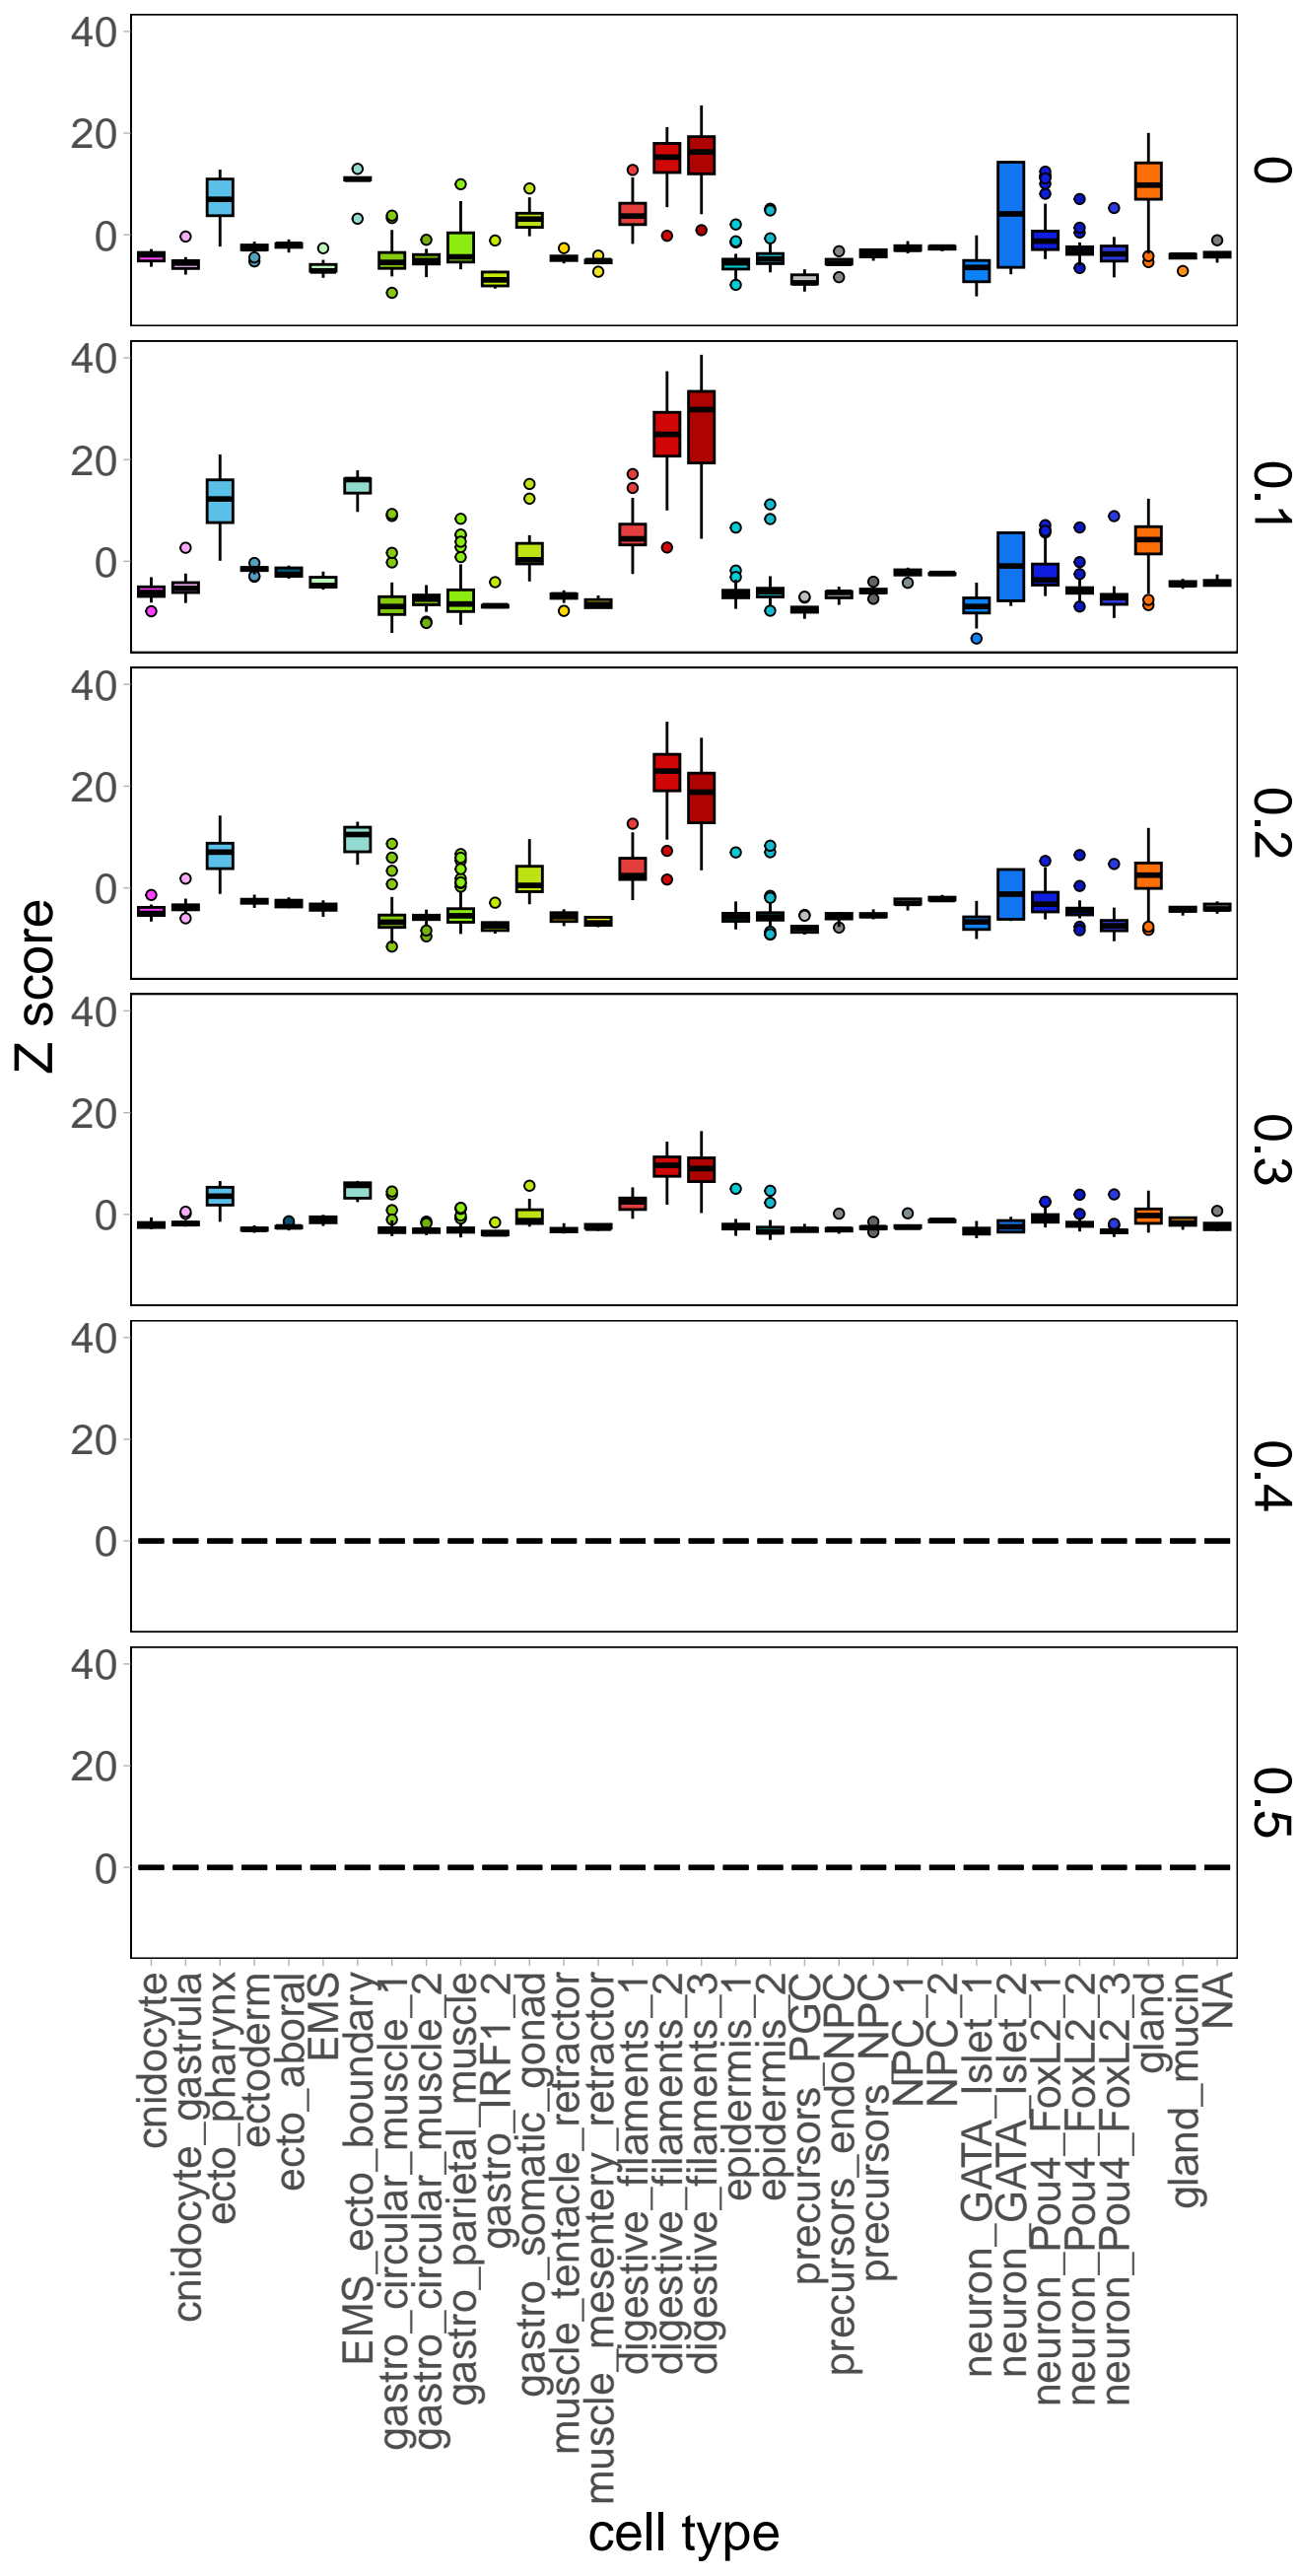 40
20
0
0
40
20
0
0.1
40
20
0
0.2
40
20
0
0.3
40
20
0
0.4
40
20
0
0.5
Z score
cnidocyte
cnidocyte_gastrula
ecto_pharynx
ectoderm
ecto_aboral
EMS
EMS_ecto_boundary
gastro_circular_muscle_1
gastro_circular_muscle_2
gastro_parietal_muscle
gastro_IRF1_2
gastro_somatic_gonad
muscle_tentacle_retractor
muscle_mesentery_retractor
digestive_filaments_1
digestive_filaments_2
digestive_filaments_3
epidermis_1
epidermis_2
precursors_PGC
precursors_endoNPC
precursors_NPC
NPC_1
NPC_2
neuron_GATA_Islet_1
neuron_GATA_Islet_2
neuron_Pou4_FoxL2_1
neuron_Pou4_FoxL2_2
neuron_Pou4_FoxL2_3
gland
gland_mucin
NA
cell type